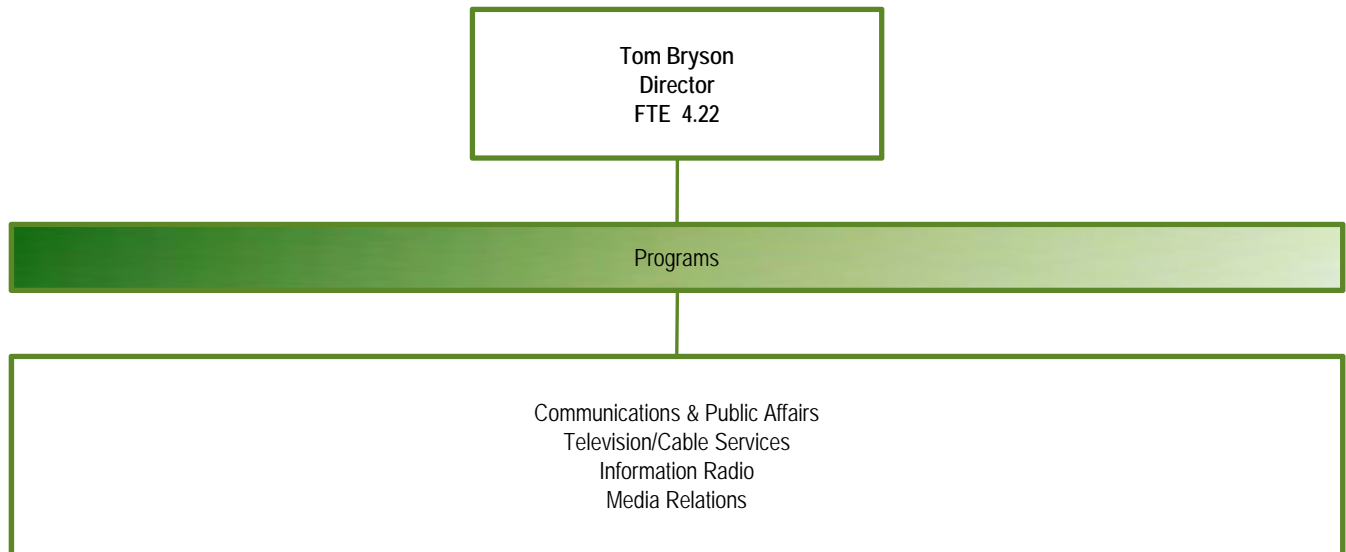 Tom Bryson
Director
FTE 4.22
Programs
Communications & Public Affairs
Television/Cable Services
Information Radio
Media Relations